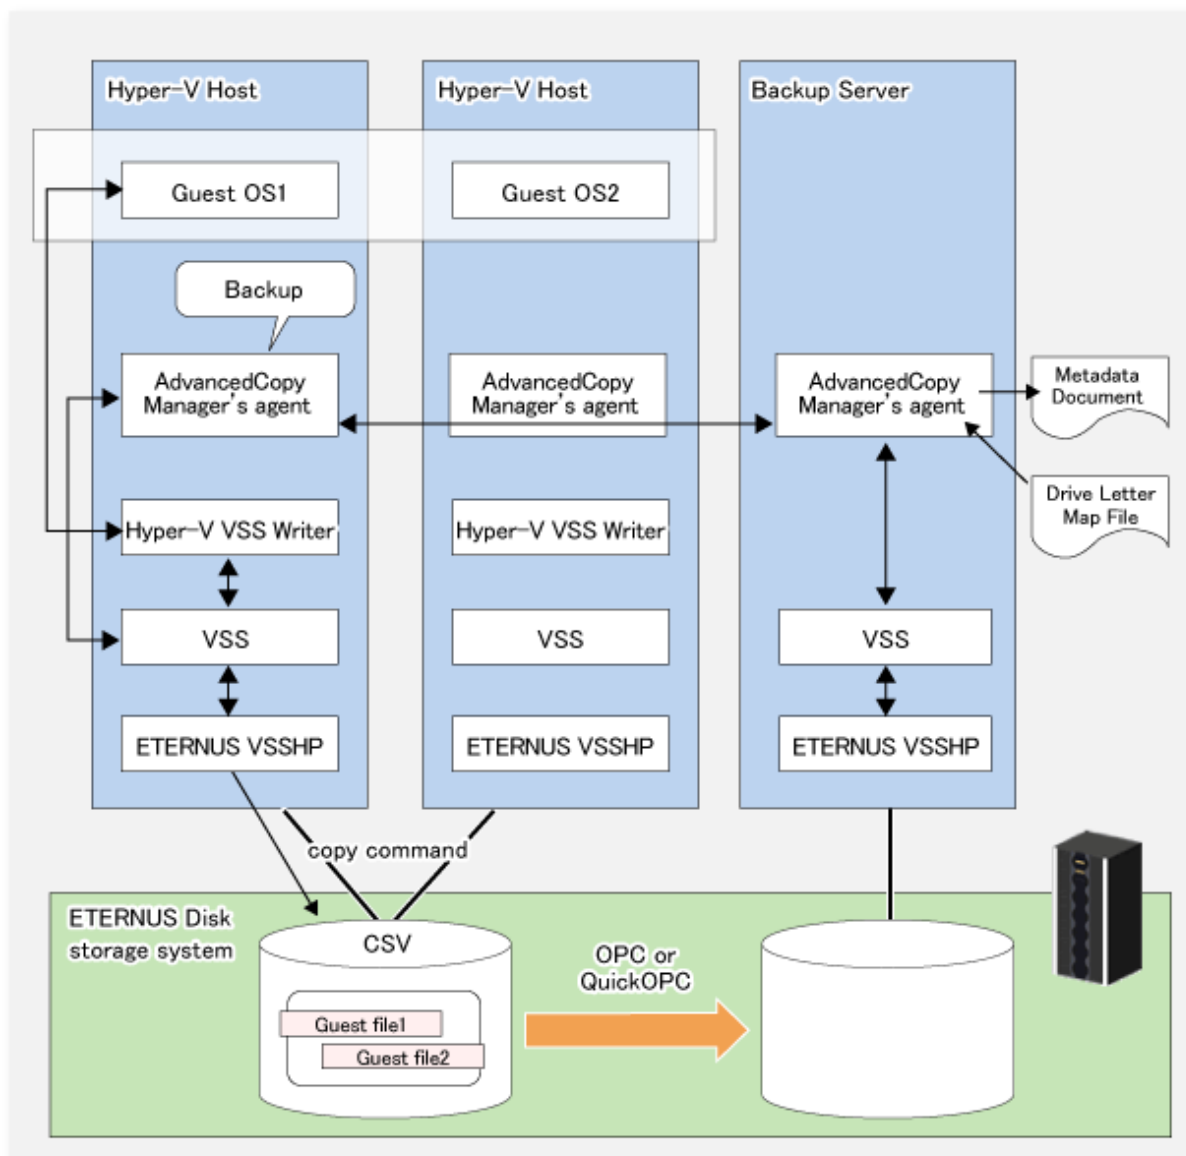 Hyper-V Host
Hyper-V Host
Backup Server
Guest OS1
Guest OS2
Backup
AdvancedCopy
Manager's agent
AdvancedCopy
Manager's agent
AdvancedCopy
Manager's agent
Metadata
Document
Drive Letter
Map File
Hyper-V VSS Writer
Hyper-V VSS Writer
VSS
VSS
VSS
ETERNUS VSSHP
ETERNUS VSSHP
ETERNUS VSSHP
copy command
ETERNUS Disk
storage system
CSV
OPC or
QuickOPC
Guest file1
Guest file2